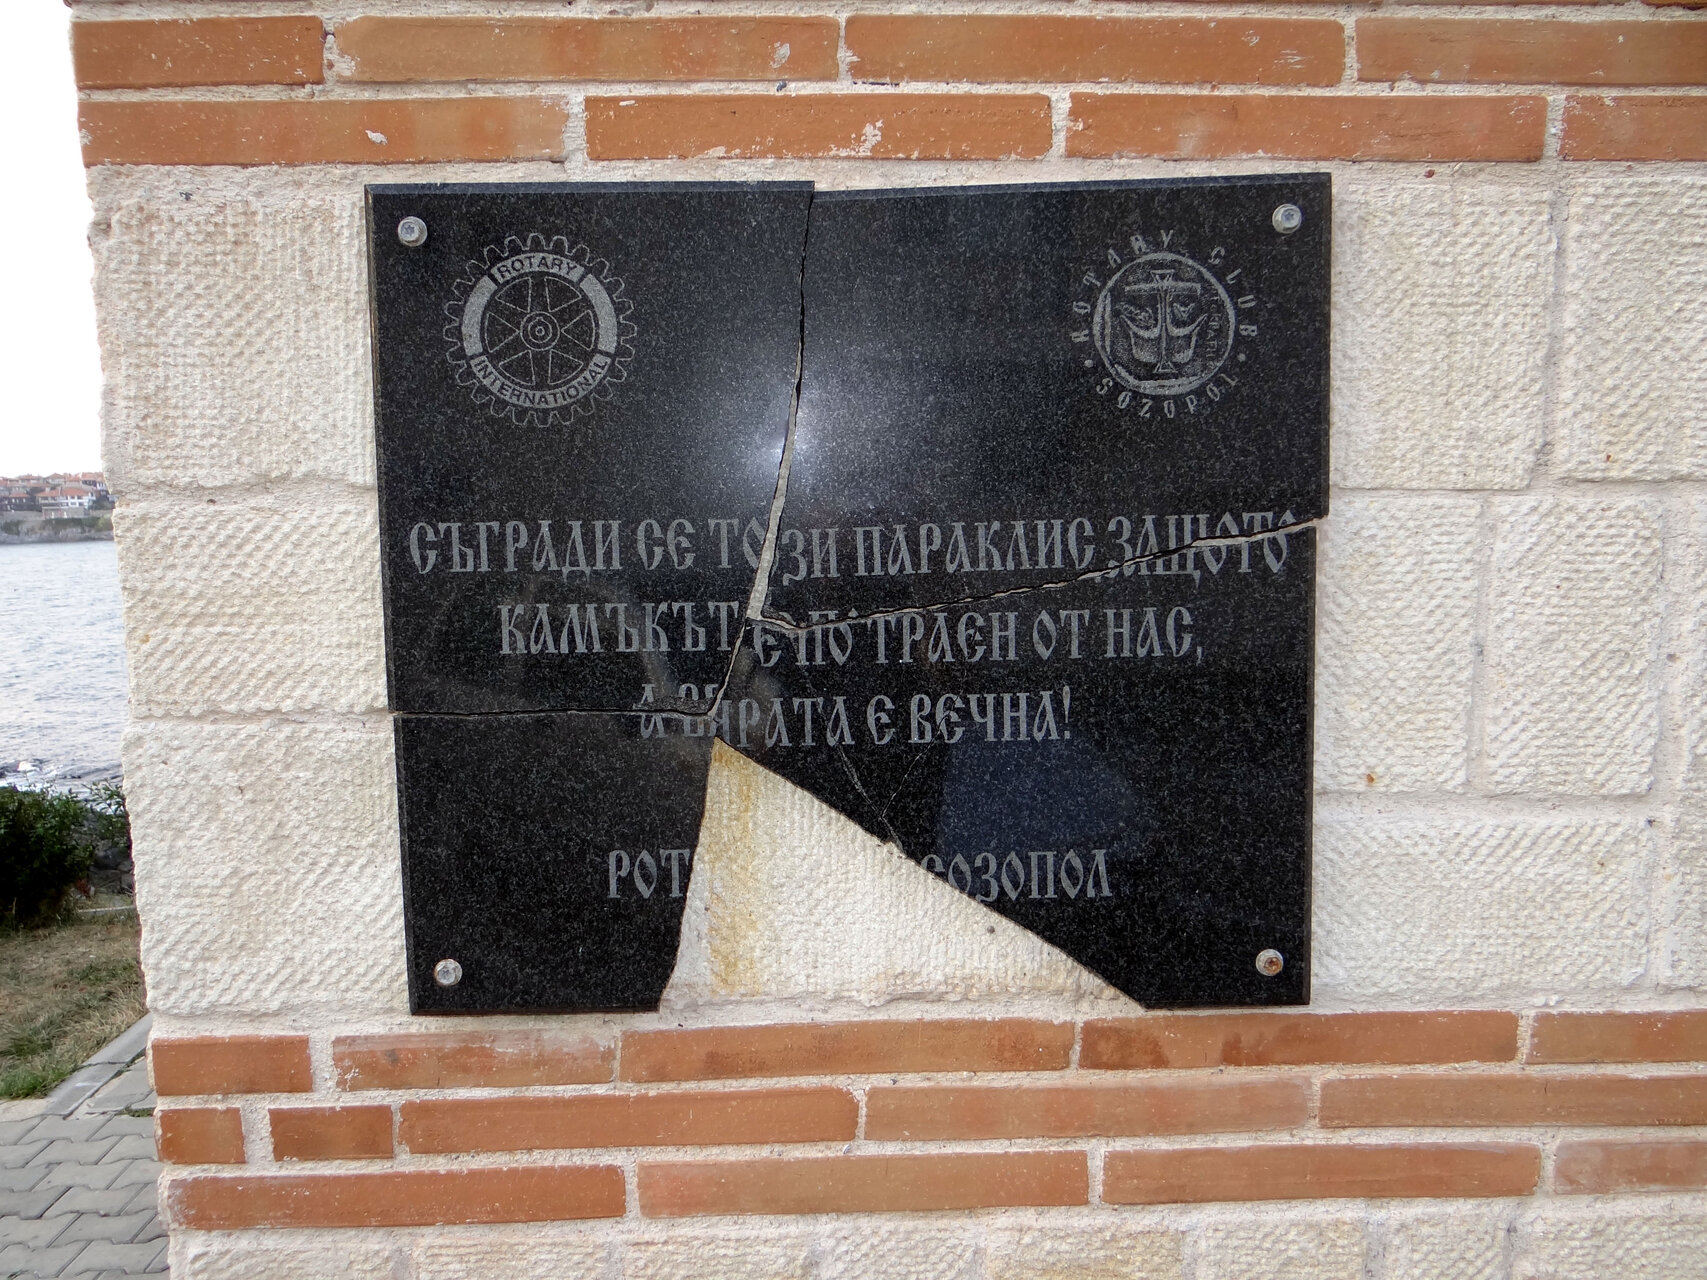 ROTARY
INTERNATIONAL
ROTARY CLUB
SOZOPOL
СЪГРАДИ СЕ ТОЗИ ПАРАКЛИС, ЗАЩОТО
КАМЪКЪТ Е ПО ТРАЕН ОТ НАС,
А ВЯРАТА Е ВЕЧНА!
СОЗОПОЛ